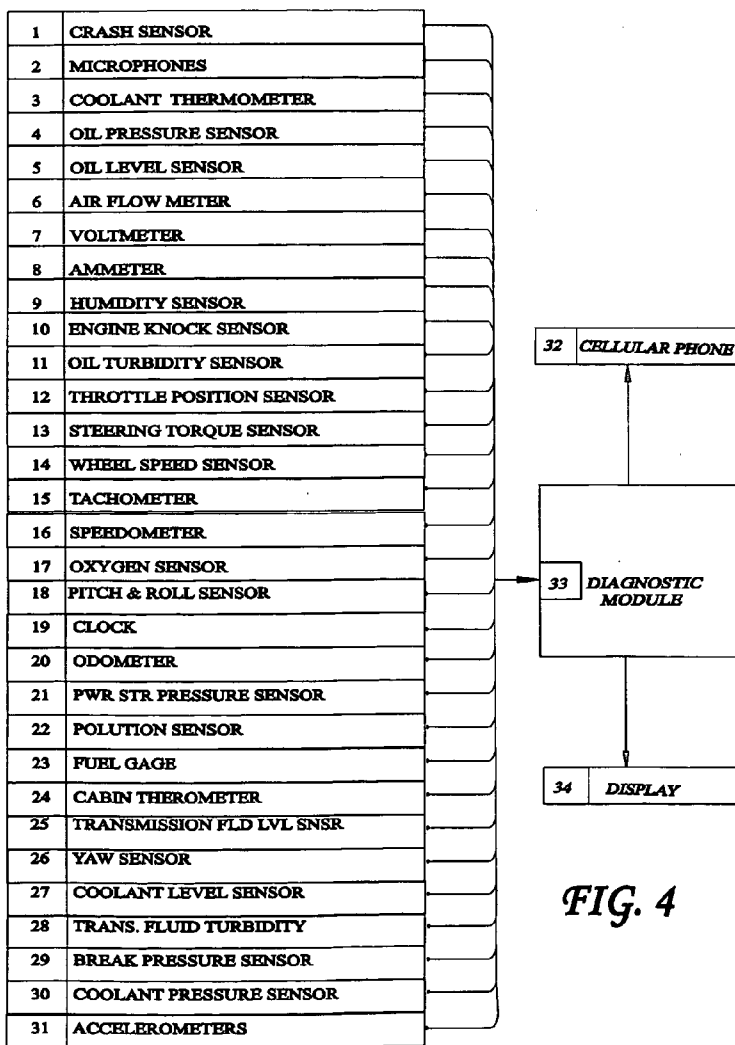 1 CRASH SENSOR
2 MICROPHONES
3 COOLANT THERMOMETER
4 OIL PRESSURE SENSOR
5 OIL LEVEL SENSOR
6 AIR FLOW METER
7 VOLTMETER
8 AMMETER
9 HUMIDITY SENSOR
10 ENGINE KNOCK SENSOR
11 OIL TURBIDITY SENSOR
12 THROTTLE POSITION SENSOR
13 STEERING TORQUE SENSOR
14 WHEEL SPEED SENSOR
15 TACHOMETER
16 SPEEDOMETER
17 OXYGEN SENSOR
18 PITCH & ROLL SENSOR
19 CLOCK
20 ODOMETER
21 PWR STR PRESSURE SENSOR
22 POLUTION SENSOR
23 FUEL GAGE
24 CABIN THEROMETER
25 TRANSMISSION FLD LVL SNSR
26 YAW SENSOR
27 COOLANT LEVEL SENSOR
28 TRANS. FLUID TURBIDITY
29 BREAK PRESSURE SENSOR
30 COOLANT PRESSURE SENSOR
31 ACCELEROMETERS
32 CELLULAR PHONE
33 DIAGNOSTIC
MODULE
34 DISPLAY
FIG. 4